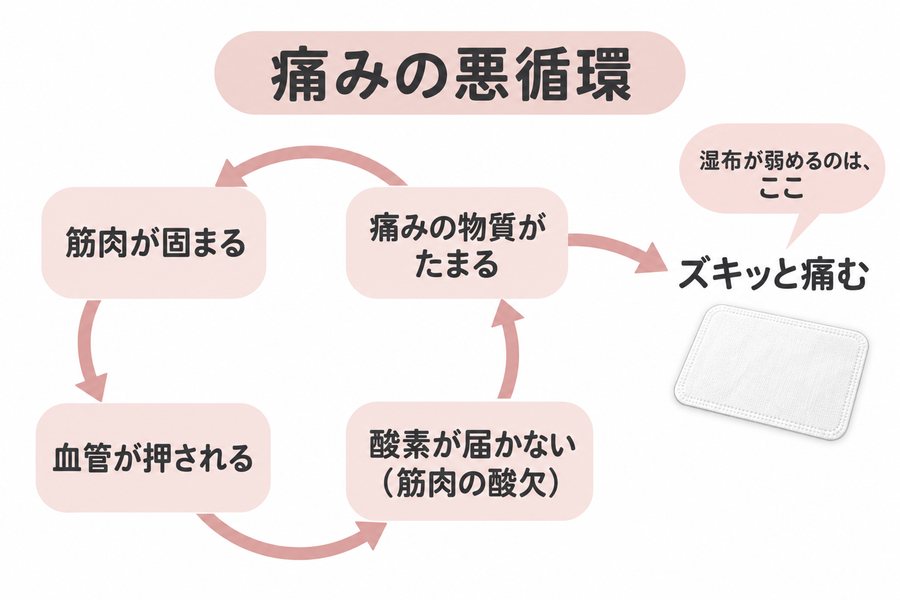 痛みの悪循環
湿布が弱めるのは、
ここ
筋肉が固まる
痛みの物質が
たまる
ズキッと痛む
血管が押される
酸素が届かない
（筋肉の酸欠）